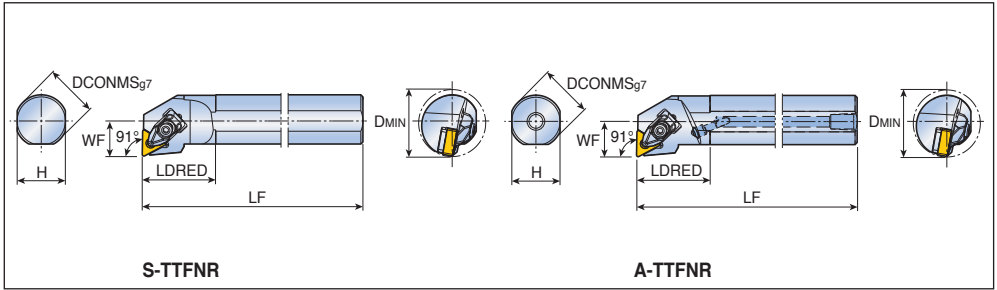 DCONMSg7
WF
91°
H
LDRED
LF
DMIN
S-TTFNR
DCONMSg7
WF
91°
H
LDRED
LF
DMIN
A-TTFNR